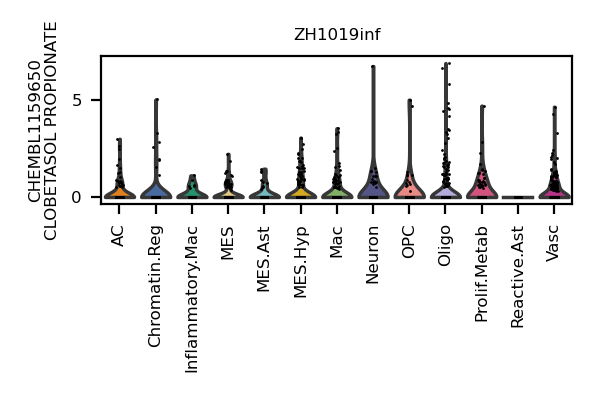 ZH1019inf
CHEMBL1159650
CLOBETASOL PROPIONATE
5
0
AC
Chromatin.Reg
Inflammatory.Mac
MES
MES.Ast
MES.Hyp
Mac
Neuron
OPC
Oligo
Prolif.Metab
Reactive.Ast
Vasc